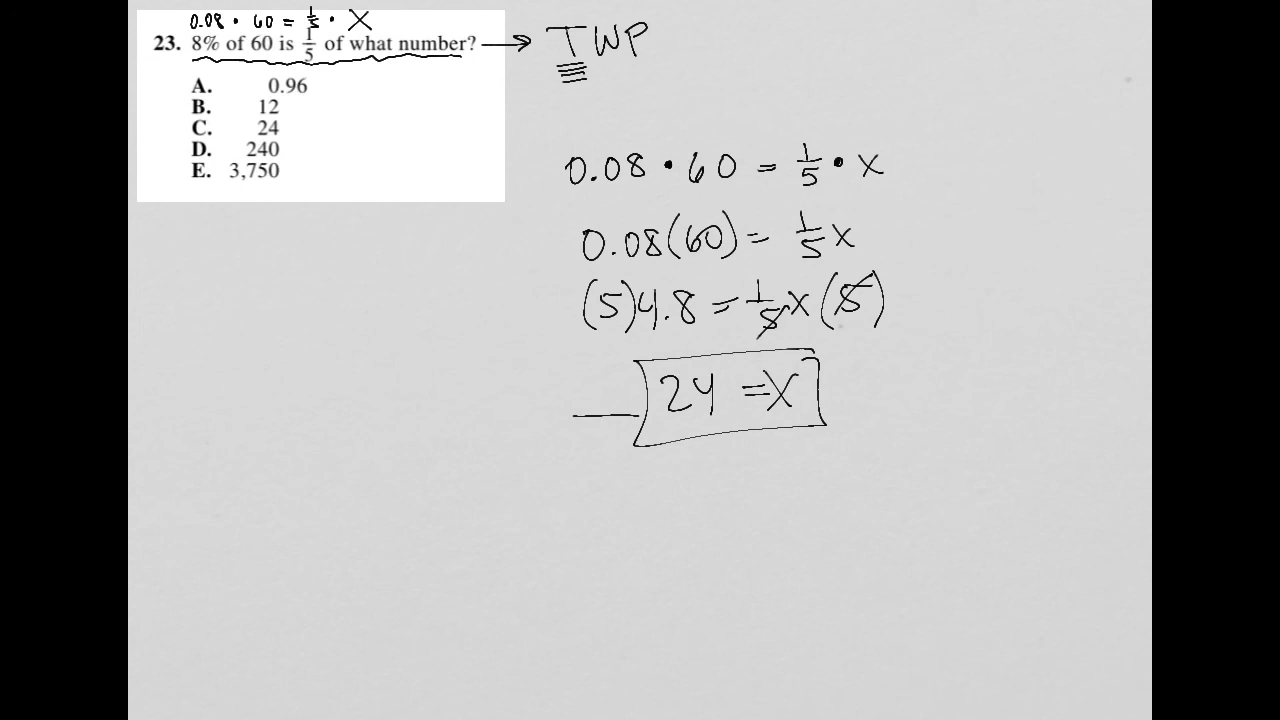 0.08 · 60 = 1/5 · X
23. 8% of 60 is 1/5 of what number? → TWP
A. 0.96
B. 12
C. 24
D. 240
E. 3,750
0.08 · 60 = 1/5 · X
0.08(60) = 1/5 X
(5)4.8 = 1/5 X (5)
24 = X